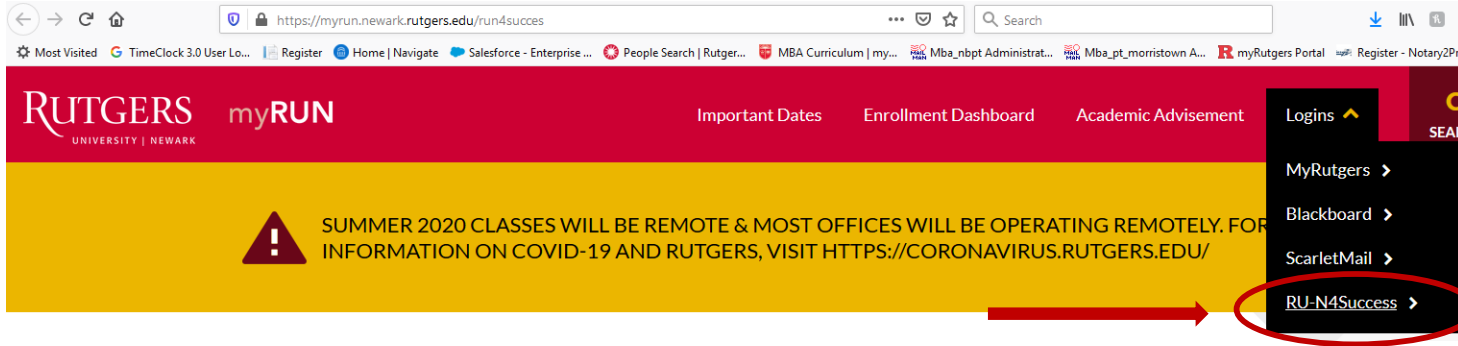 https://myrun.newark.rutgers.edu/run4succes
Search
Most Visited TimeClock 3.0 User Lo... Register Home | Navigate Salesforce - Enterprise ... People Search | Rutger... MBA Curriculum | my... Mba_nbpt Administrat... Mba_pt_morristown A... myRutgers Portal Register - Notary2Pr
RUTGERS
UNIVERSITY | NEWARK
myRUN
Important Dates Enrollment Dashboard Academic Advisement Logins
MyRutgers
Blackboard
ScarletMail
RU-N4Success
SUMMER 2020 CLASSES WILL BE REMOTE & MOST OFFICES WILL BE OPERATING REMOTELY. FOR
INFORMATION ON COVID-19 AND RUTGERS, VISIT HTTPS://CORONAVIRUS.RUTGERS.EDU/